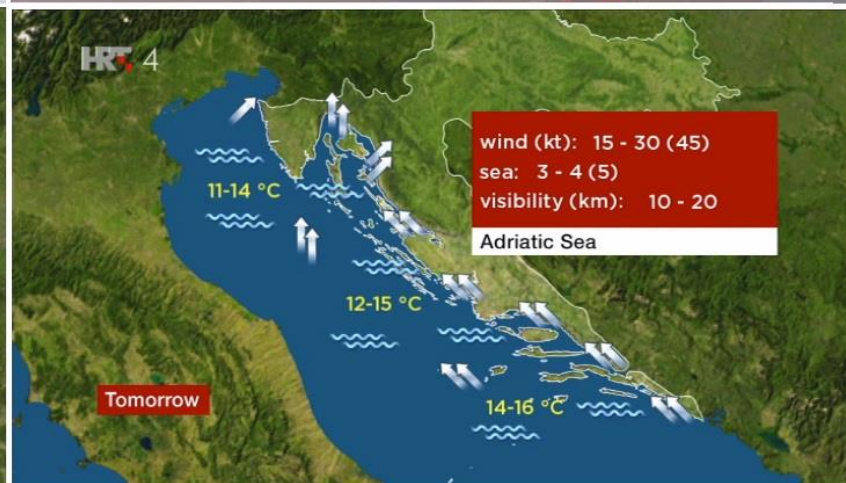 HRT 4
wind (kt): 15 - 30 (45)
sea: 3 - 4 (5)
visibility (km): 10 - 20
Adriatic Sea
11-14 °C
12-15 °C
14-16 °C
Tomorrow